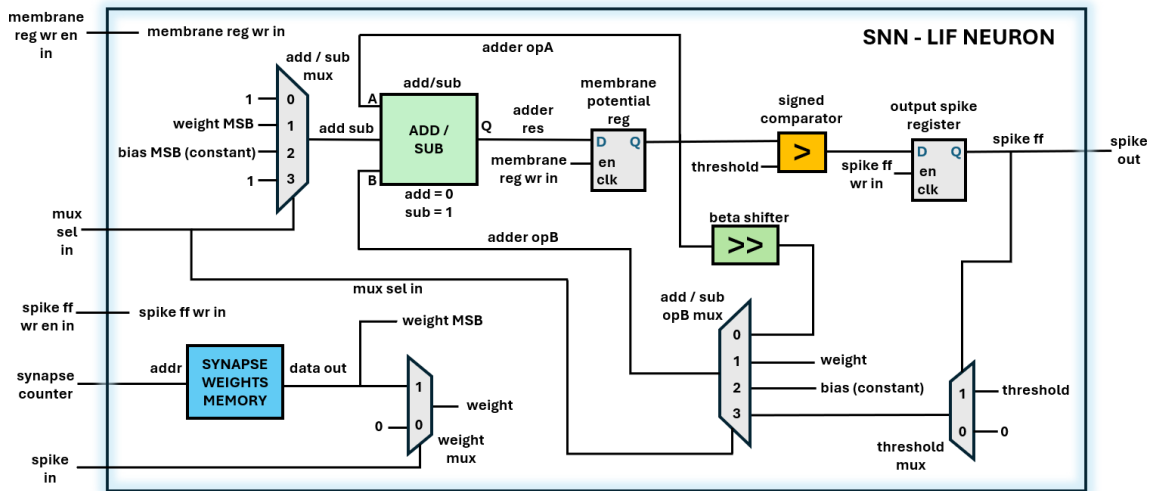 membrane
reg wr en
in
membrane reg wr in
SNN - LIF NEURON
adder opA
add / sub
mux
1
0
weight MSB
1
bias MSB (constant)
2
1
3
add sub
add/sub
A
ADD /
SUB
Q
B
add = 0
sub = 1
adder
res
membrane
potential
reg
D
Q
en
clk
membrane
reg wr in
signed
comparator
>
threshold
output spike
register
D
Q
en
clk
spike ff
wr in
spike ff
spike
out
mux
sel
in
adder opB
beta shifter
>>
mux sel in
add / sub
opB mux
0
1
weight
2
bias (constant)
3
spike ff
wr en in
spike ff wr in
weight MSB
synapse
counter
addr
SYNAPSE
WEIGHTS
MEMORY
data out
1
weight
0
0
weight
mux
1
threshold
0
0
threshold
mux
spike
in